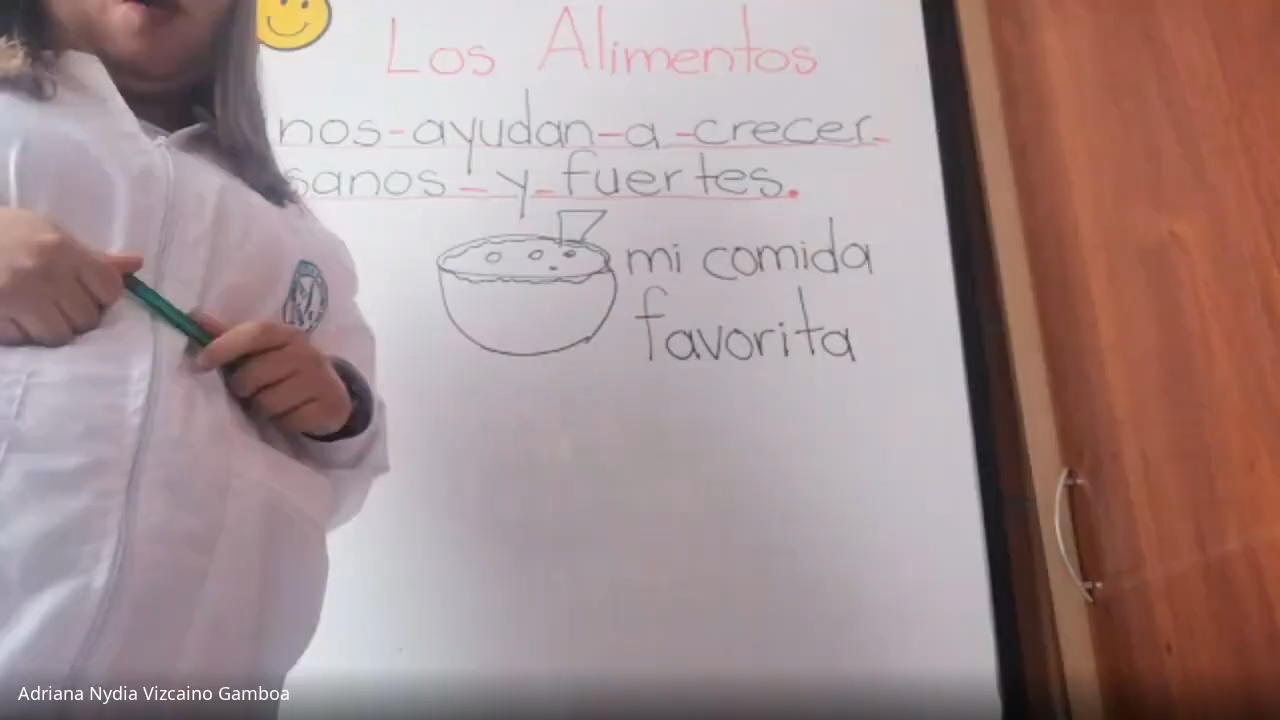 Los Alimentos
nos-ayudan-a-crecer-
sanos-y-fuertes.
mi comida
favorita
Adriana Nydia Vizcaino Gamboa